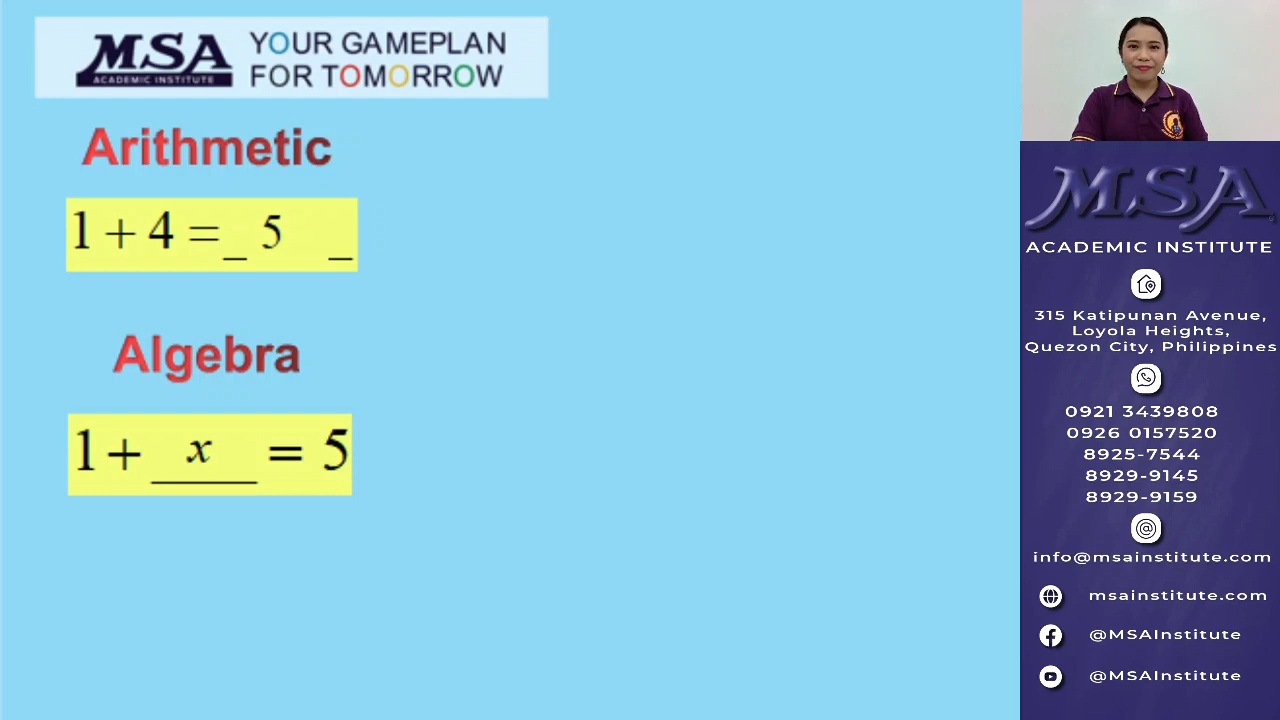 MSA
ACADEMIC INSTITUTE
YOUR GAMEPLAN
FOR TOMORROW
Arithmetic
1 + 4 = _ 5 _
Algebra
1 + x = 5
MSA
ACADEMIC INSTITUTE
315 Katipunan Avenue,
Loyola Heights,
Quezon City, Philippines
0921 3439808
0926 0157520
8925-7544
8929-9145
8929-9159
info@msainstitute.com
msainstitute.com
@MSAInstitute
@MSAInstitute